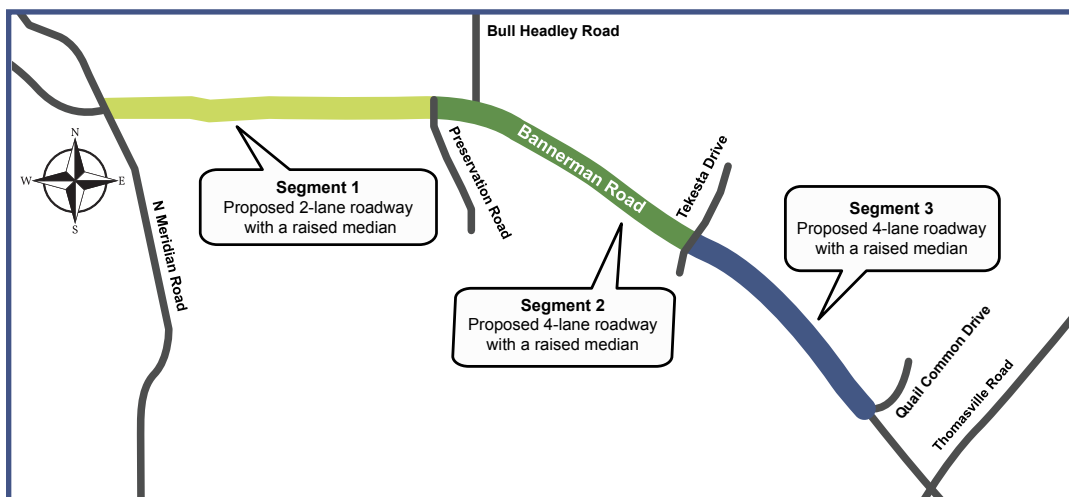 Bull Headley Road
N
W
E
S
Segment 1
Proposed 2-lane roadway
with a raised median
N Meridian Road
Preservation Road
Bannerman Road
Tekesta Drive
Segment 2
Proposed 4-lane roadway
with a raised median
Segment 3
Proposed 4-lane roadway
with a raised median
Quail Common Drive
Thomasville Road